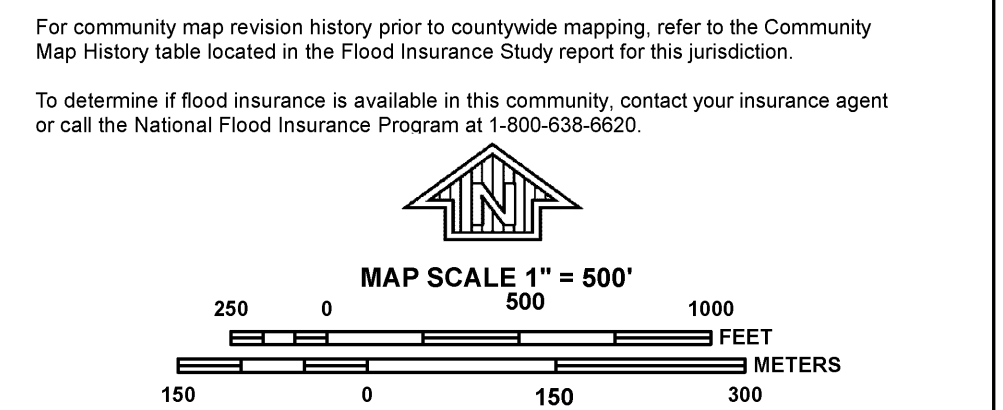 For community map revision history prior to countywide mapping, refer to the Community
Map History table located in the Flood Insurance Study report for this jurisdiction.
To determine if flood insurance is available in this community, contact your insurance agent
or call the National Flood Insurance Program at 1-800-638-6620.
N
MAP SCALE 1" = 500'
250 0 500 1000
FEET
METERS
150 0 150 300